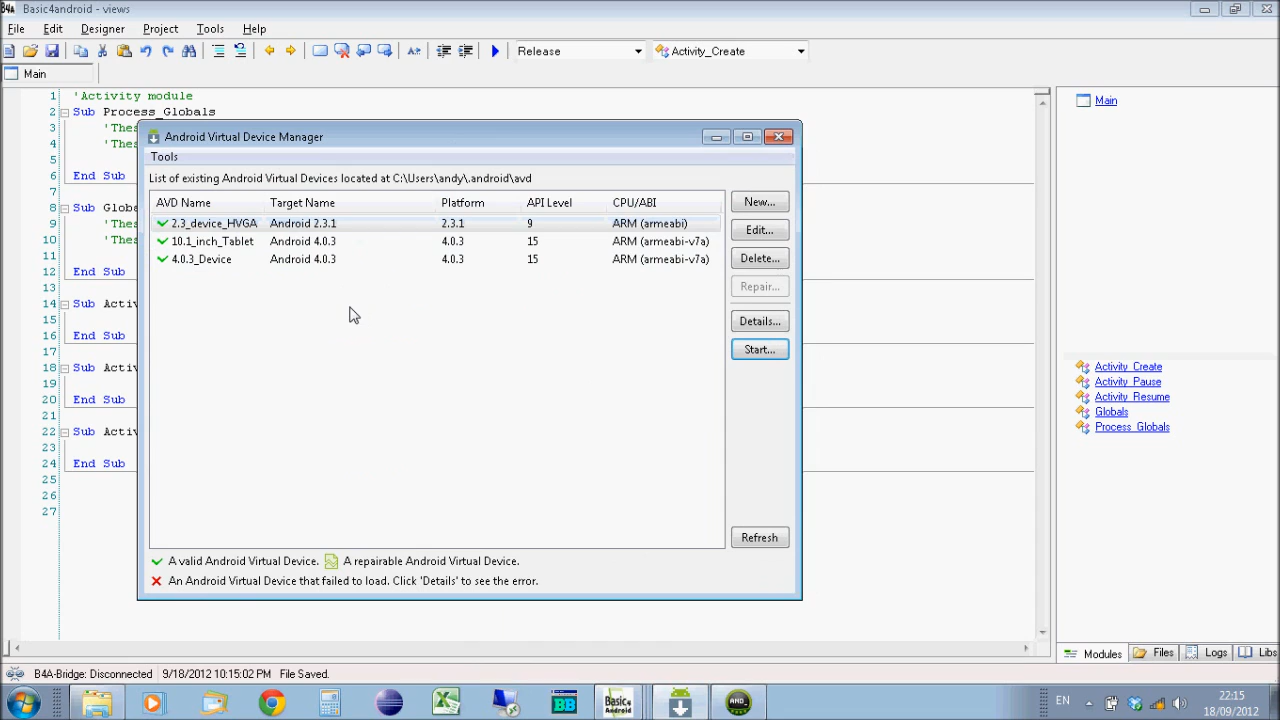 B4A Basic4android - views
File Edit Designer Project Tools Help
Release Activity_Create
Main
1 'Activity module
2 Sub Process_Globals
3 'Thes
4 'Thes
5
6 End Sub
7
8 Sub Globa
9 'Thes
10 'Thes
11
12 End Sub
13
14 Sub Activ
15
16 End Sub
17
18 Sub Activ
19
20 End Sub
21
22 Sub Activ
23
24 End Sub
25
26
27
Android Virtual Device Manager
Tools
List of existing Android Virtual Devices located at C:\Users\andy\.android\avd
AVD Name Target Name Platform API Level CPU/ABI
2.3_device_HVGA Android 2.3.1 2.3.1 9 ARM (armeabi)
10.1_inch_Tablet Android 4.0.3 4.0.3 15 ARM (armeabi-v7a)
4.0.3_Device Android 4.0.3 4.0.3 15 ARM (armeabi-v7a)
New...
Edit...
Delete...
Repair...
Details...
Start...
Refresh
A valid Android Virtual Device. A repairable Android Virtual Device.
An Android Virtual Device that failed to load. Click 'Details' to see the error.
Main
Activity_Create
Activity_Pause
Activity_Resume
Globals
Process_Globals
Modules Files Logs Libs
B4A-Bridge: Disconnected 9/18/2012 10:15:02 PM File Saved.
BB
Basic4 Android
AND_
EN
22:15
18/09/2012